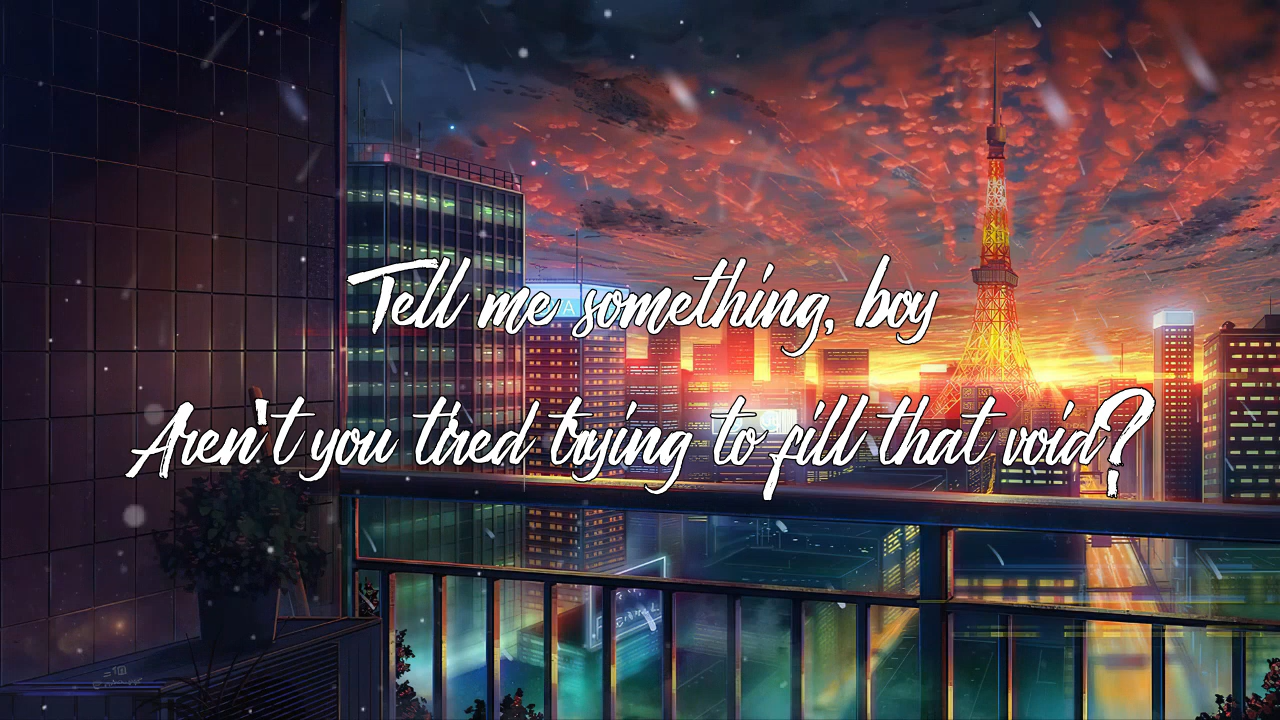 Tell me something, boy
Aren't you tired trying to fill that void?